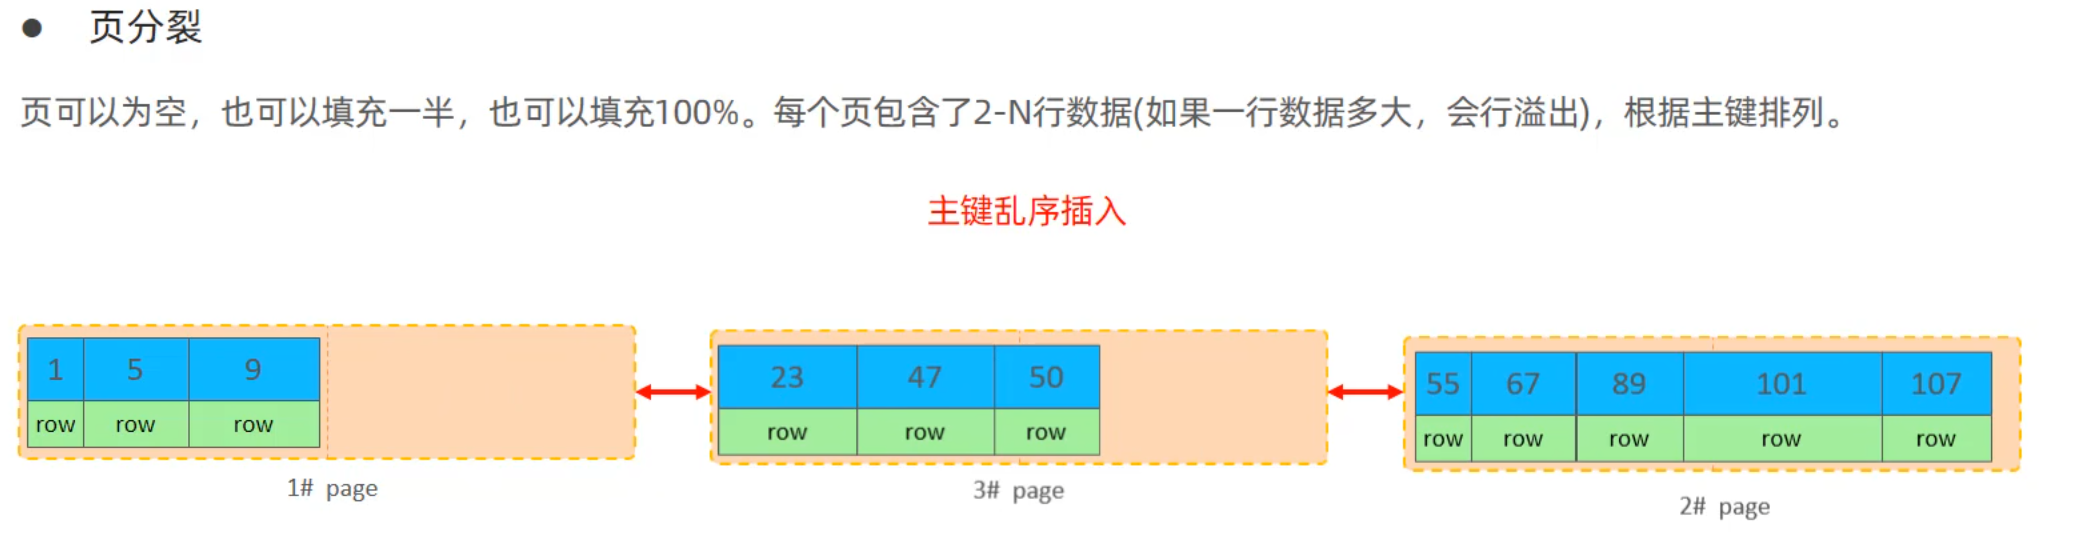 ● 页分裂
页可以为空，也可以填充一半，也可以填充100%。每个页包含了2-N行数据(如果一行数据多大，会行溢出)，根据主键排列。
主键乱序插入
1 5 9
row row row
1# page
23 47 50
row row row
3# page
55 67 89 101 107
row row row row row
2# page